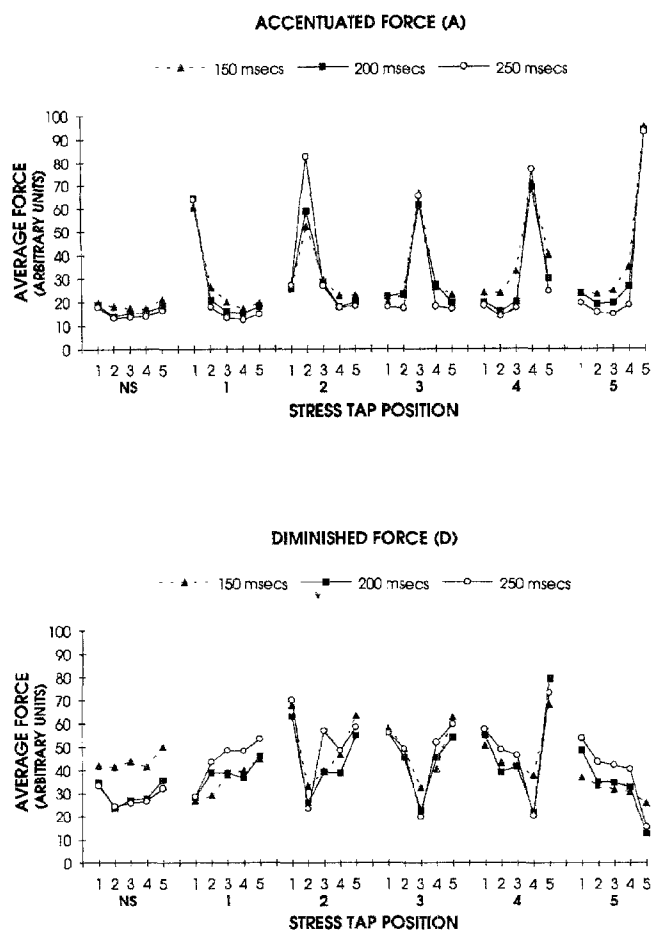 ACCENTUATED FORCE (A)
150 msecs 200 msecs 250 msecs
AVERAGE FORCE
(ARBITRARY UNITS)
100
90
80
70
60
50
40
30
20
10
0
1 2 3 4 5 1 2 3 4 5 1 2 3 4 5 1 2 3 4 5 1 2 3 4 5 1 2 3 4 5
NS 1 2 3 4 5
STRESS TAP POSITION
DIMINISHED FORCE (D)
150 msecs 200 msecs 250 msecs
AVERAGE FORCE
(ARBITRARY UNITS)
100
90
80
70
60
50
40
30
20
10
0
1 2 3 4 5 1 2 3 4 5 1 2 3 4 5 1 2 3 4 5 1 2 3 4 5 1 2 3 4 5
NS 1 2 3 4 5
STRESS TAP POSITION